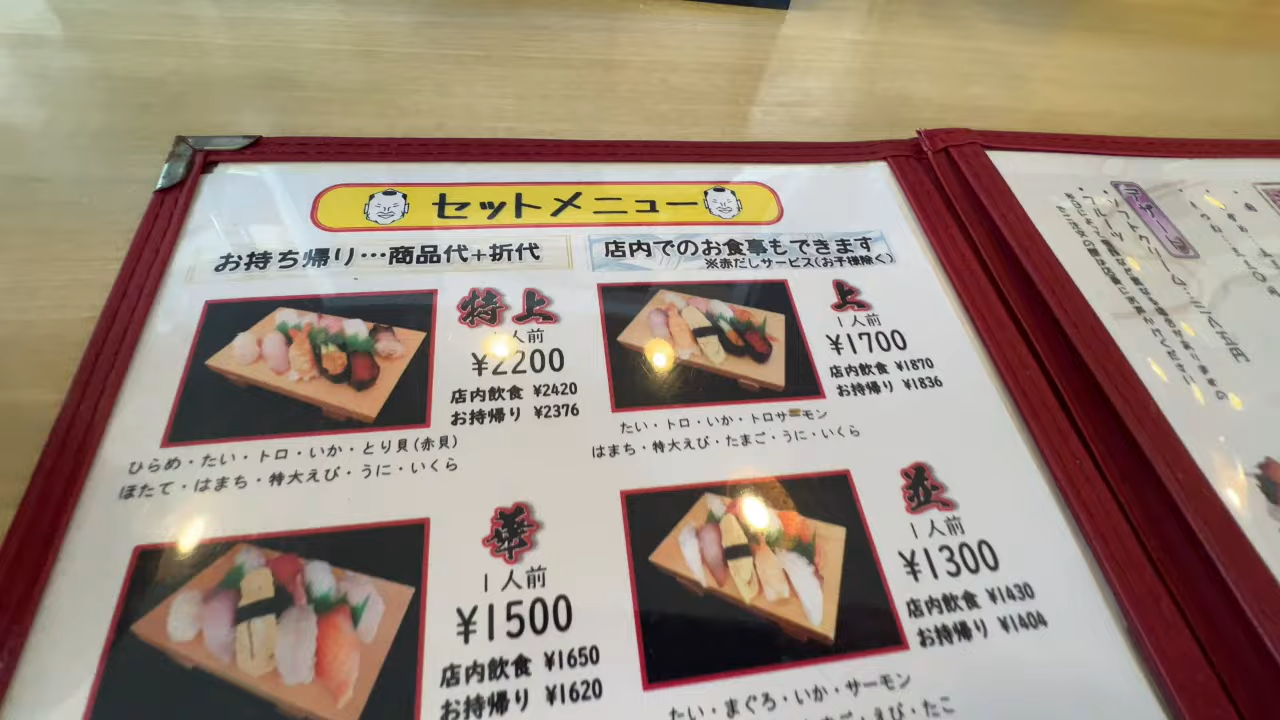 セットメニュー
お持ち帰り…商品代+折代
店内でのお食事もできます
※赤だしサービス(お子様除く)
特上
1人前
¥2200
店内飲食 ¥2420
お持帰り ¥2376
ひらめ・たい・トロ・いか・とり貝(赤貝)
ほたて・はまち・特大えび・うに・いくら
上
1人前
¥1700
店内飲食 ¥1870
お持帰り ¥1836
たい・トロ・いか・トロサーモン
はまち・特大えび・たまご・うに・いくら
華
1人前
¥1500
店内飲食 ¥1650
お持帰り ¥1620
1人前
¥1300
店内飲食 ¥1430
お持帰り ¥1404
たい・まぐろ・いか・サーモン
えび・たこ